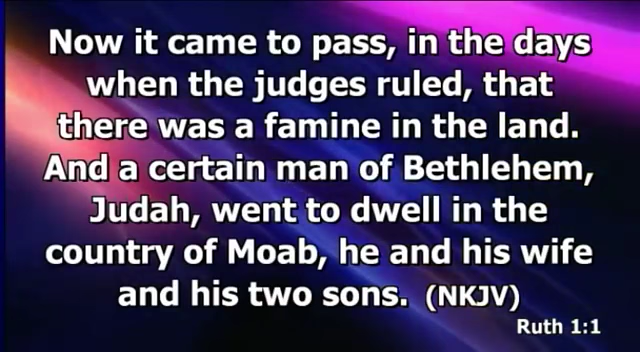 Now it came to pass, in the days
when the judges ruled, that
there was a famine in the land.
And a certain man of Bethlehem,
Judah, went to dwell in the
country of Moab, he and his wife
and his two sons. (NKJV)
Ruth 1:1